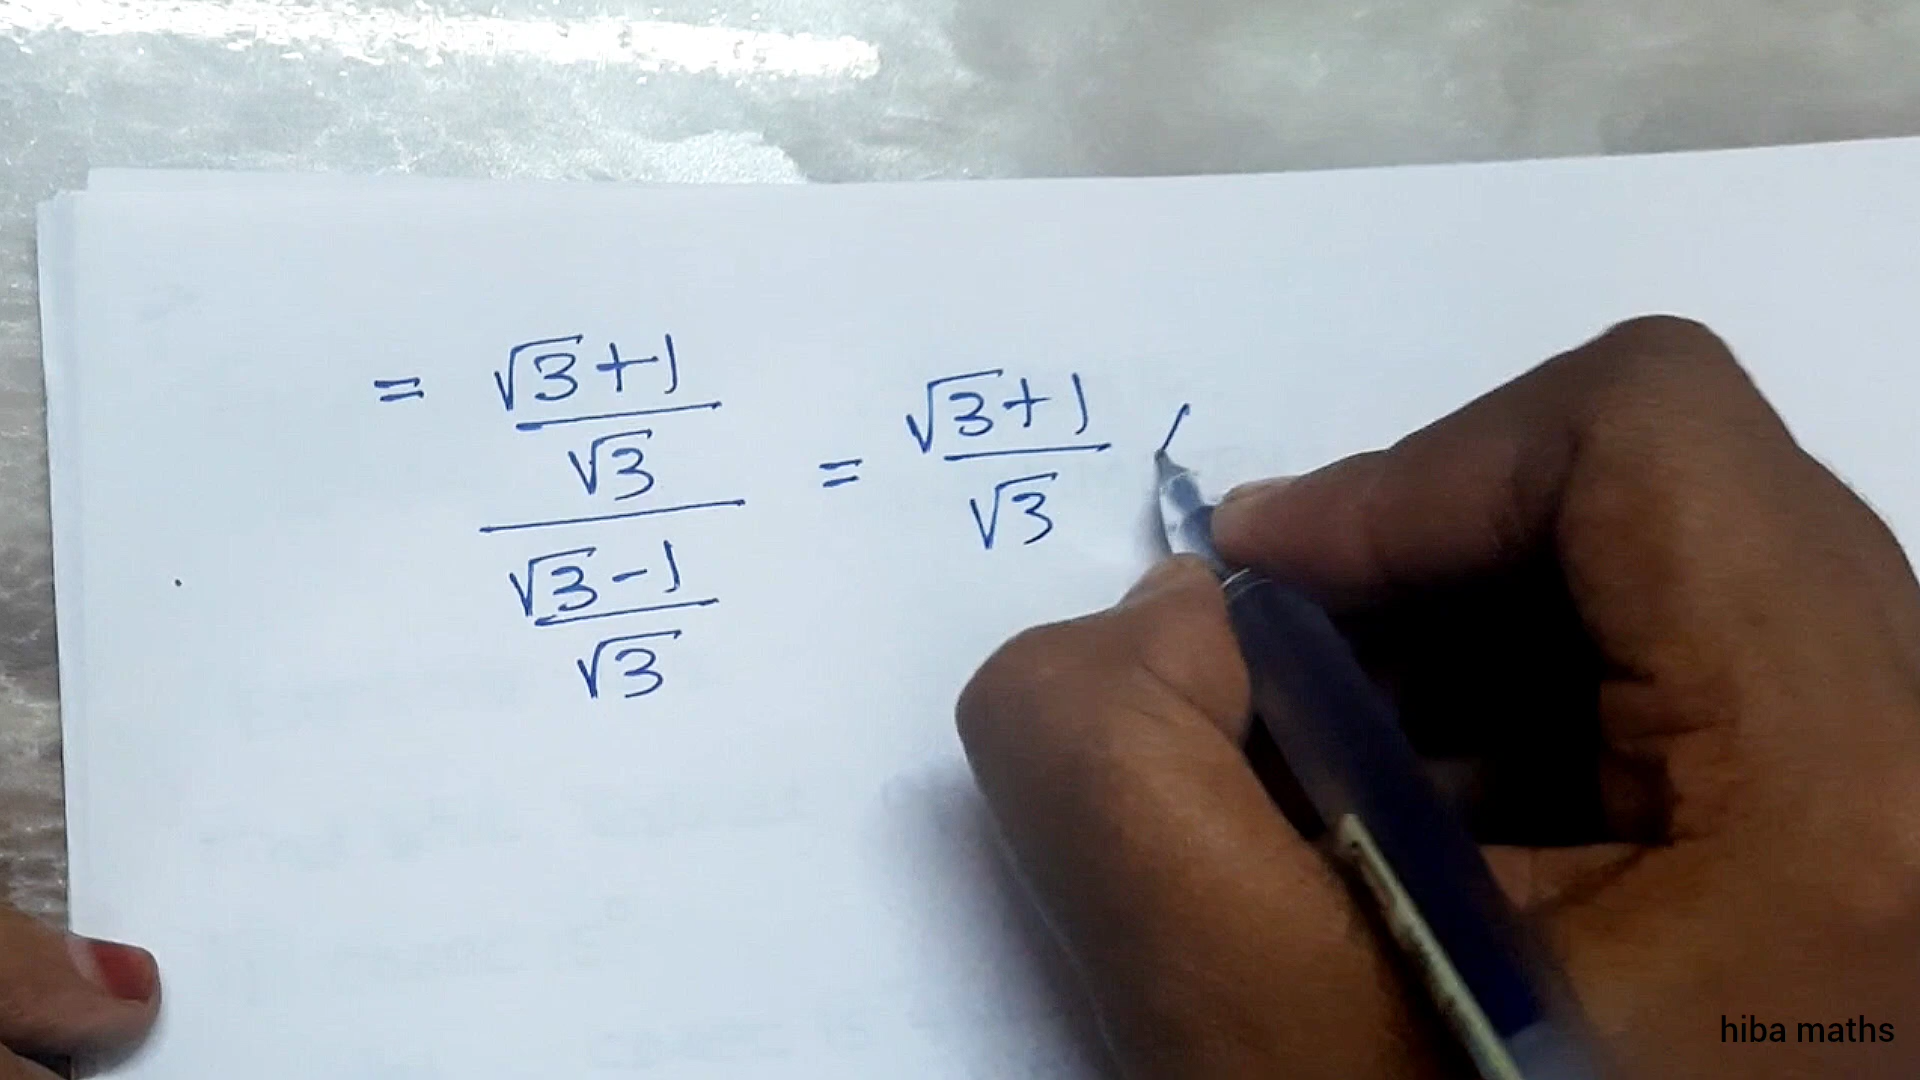 = (√3+1)/√3 / (√3-1)/√3 = (√3+1)/√3
hiba maths